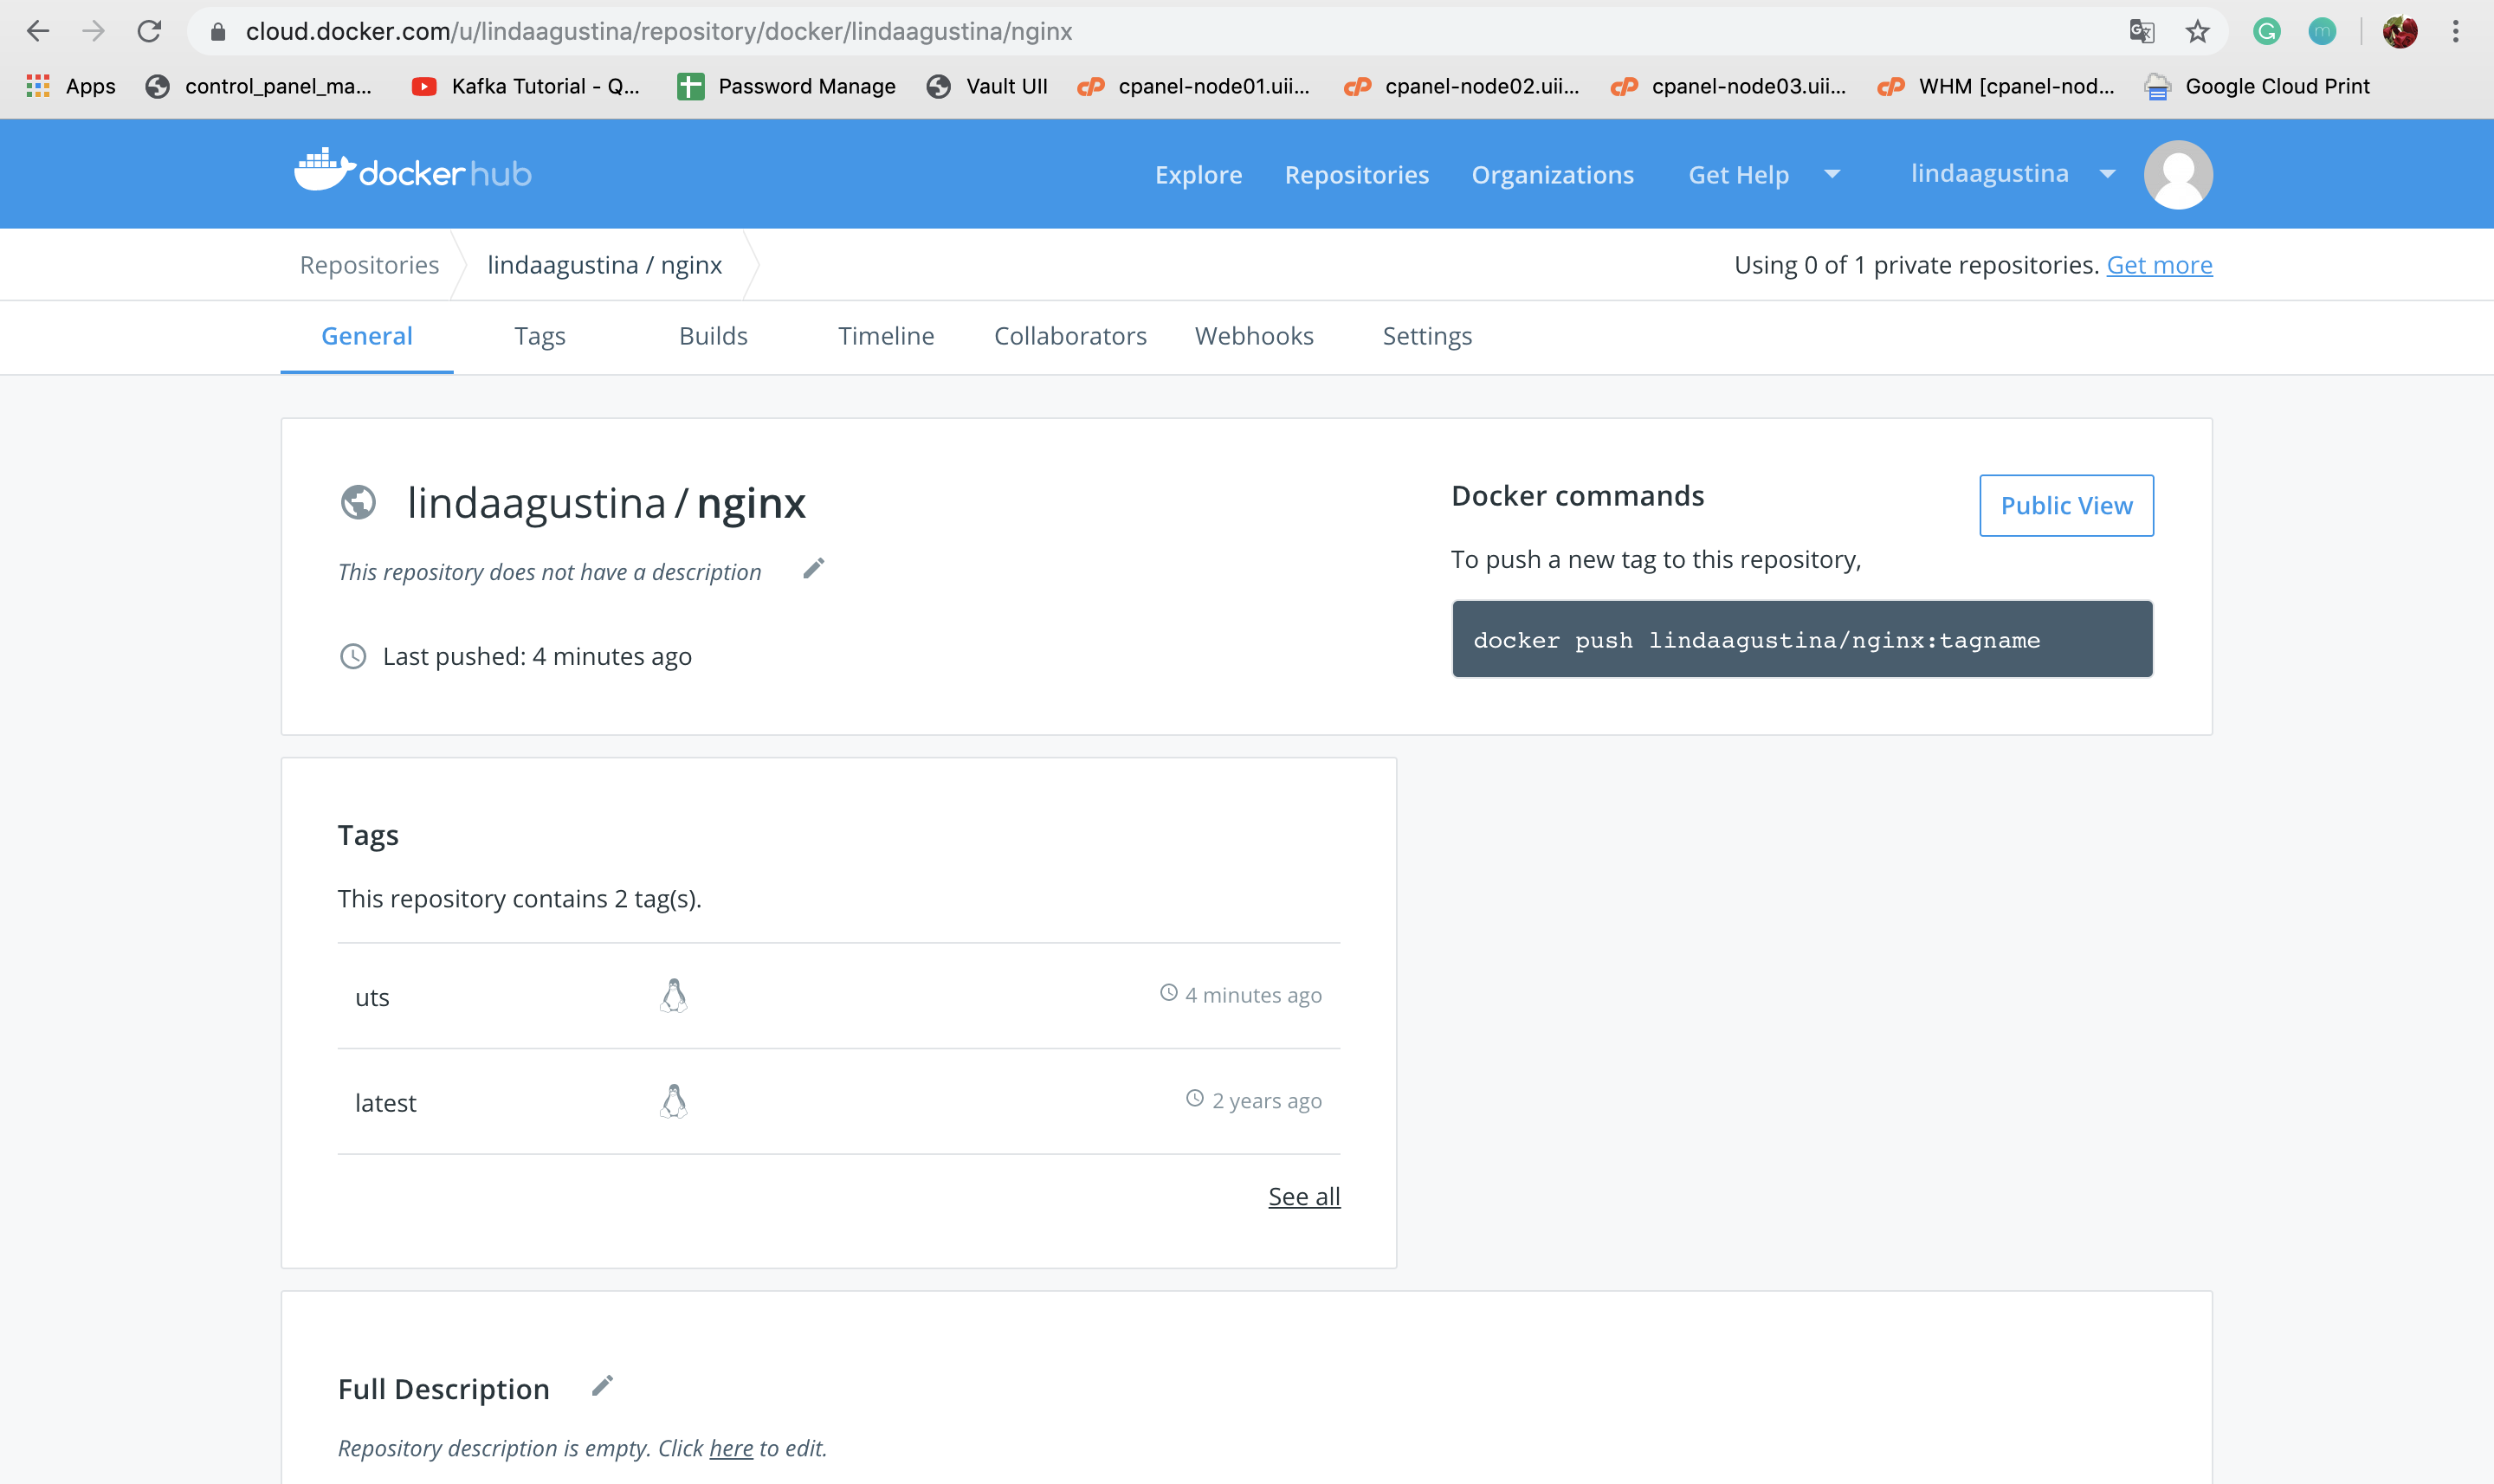 cloud.docker.com/u/lindaagustina/repository/docker/lindaagustina/nginx
Apps control_panel_ma... Kafka Tutorial - Q... Password Manage Vault UII cpanel-node01.uii... cpanel-node02.uii... cpanel-node03.uii... WHM [cpanel-nod... Google Cloud Print
dockerhub Explore Repositories Organizations Get Help lindaagustina
Repositories lindaagustina / nginx Using 0 of 1 private repositories. Get more
General Tags Builds Timeline Collaborators Webhooks Settings
lindaagustina / nginx
This repository does not have a description
Last pushed: 4 minutes ago
Docker commands
Public View
To push a new tag to this repository,
docker push lindaagustina/nginx:tagname
Tags
This repository contains 2 tag(s).
uts 4 minutes ago
latest 2 years ago
See all
Full Description
Repository description is empty. Click here to edit.